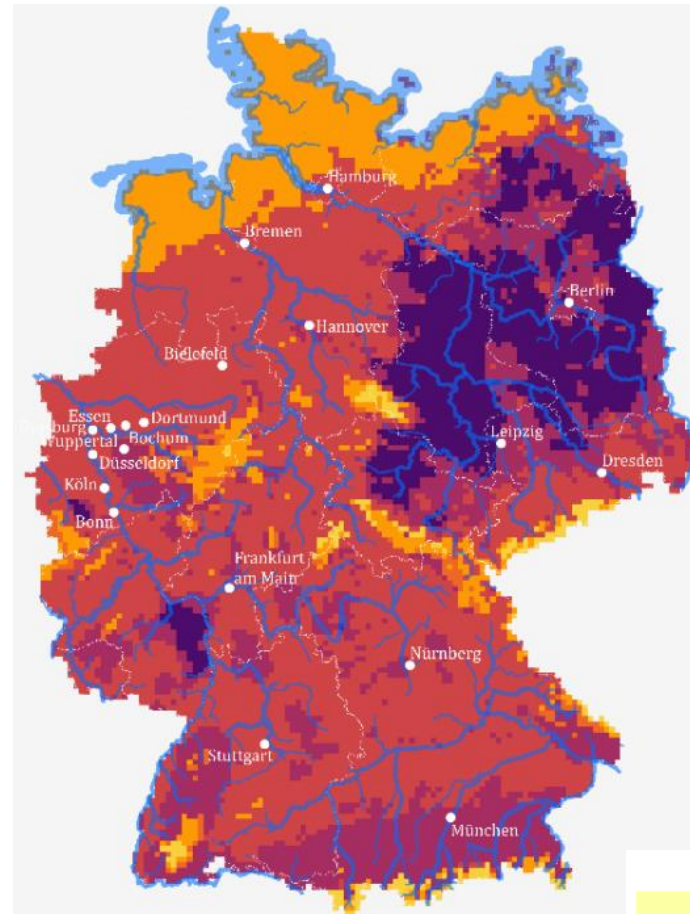 Hamburg
Bremen
Berlin
Hannover
Bielefeld
Essen
Dortmund
Wuppertal
Bochum
Düsseldorf
Leipzig
Dresden
Köln
Bonn
Frankfurt
am Main
Nürnberg
Stuttgart
München